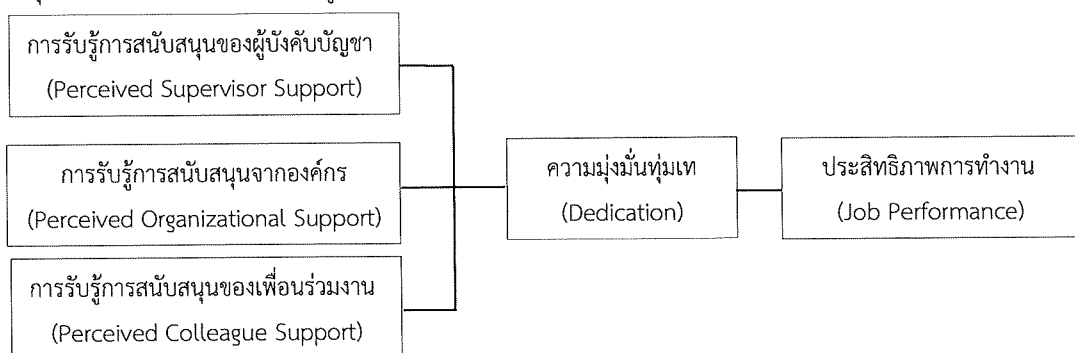 การรับรู้การสนับสนุนของผู้บังคับบัญชา
(Perceived Supervisor Support)
การรับรู้การสนับสนุนจากองค์กร
(Perceived Organizational Support)
การรับรู้การสนับสนุนของเพื่อนร่วมงาน
(Perceived Colleague Support)
ความมุ่งมั่นทุ่มเท
(Dedication)
ประสิทธิภาพการทำงาน
(Job Performance)